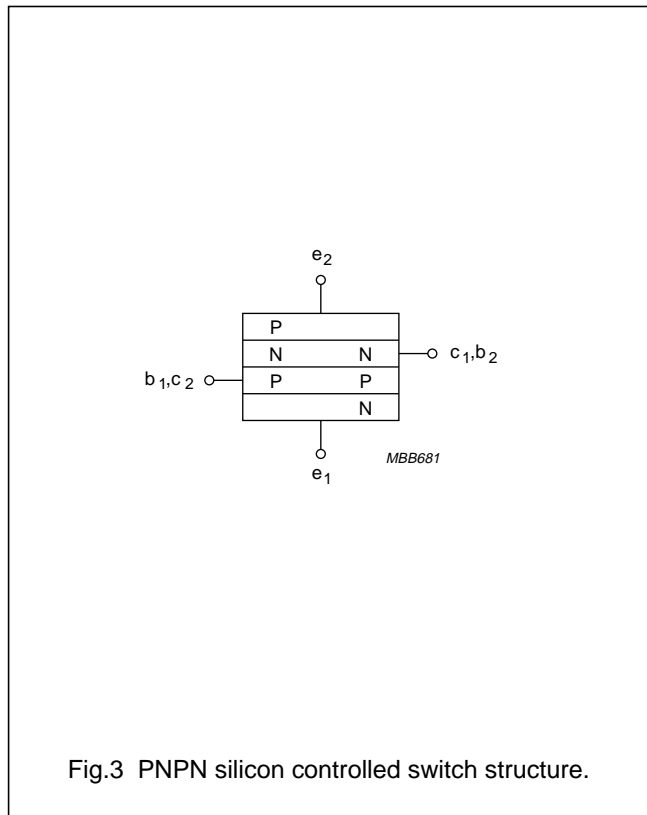 e2
P
N N c1,b2
b1,c2 P P
N
e1
MBB681
Fig.3 PNPN silicon controlled switch structure.